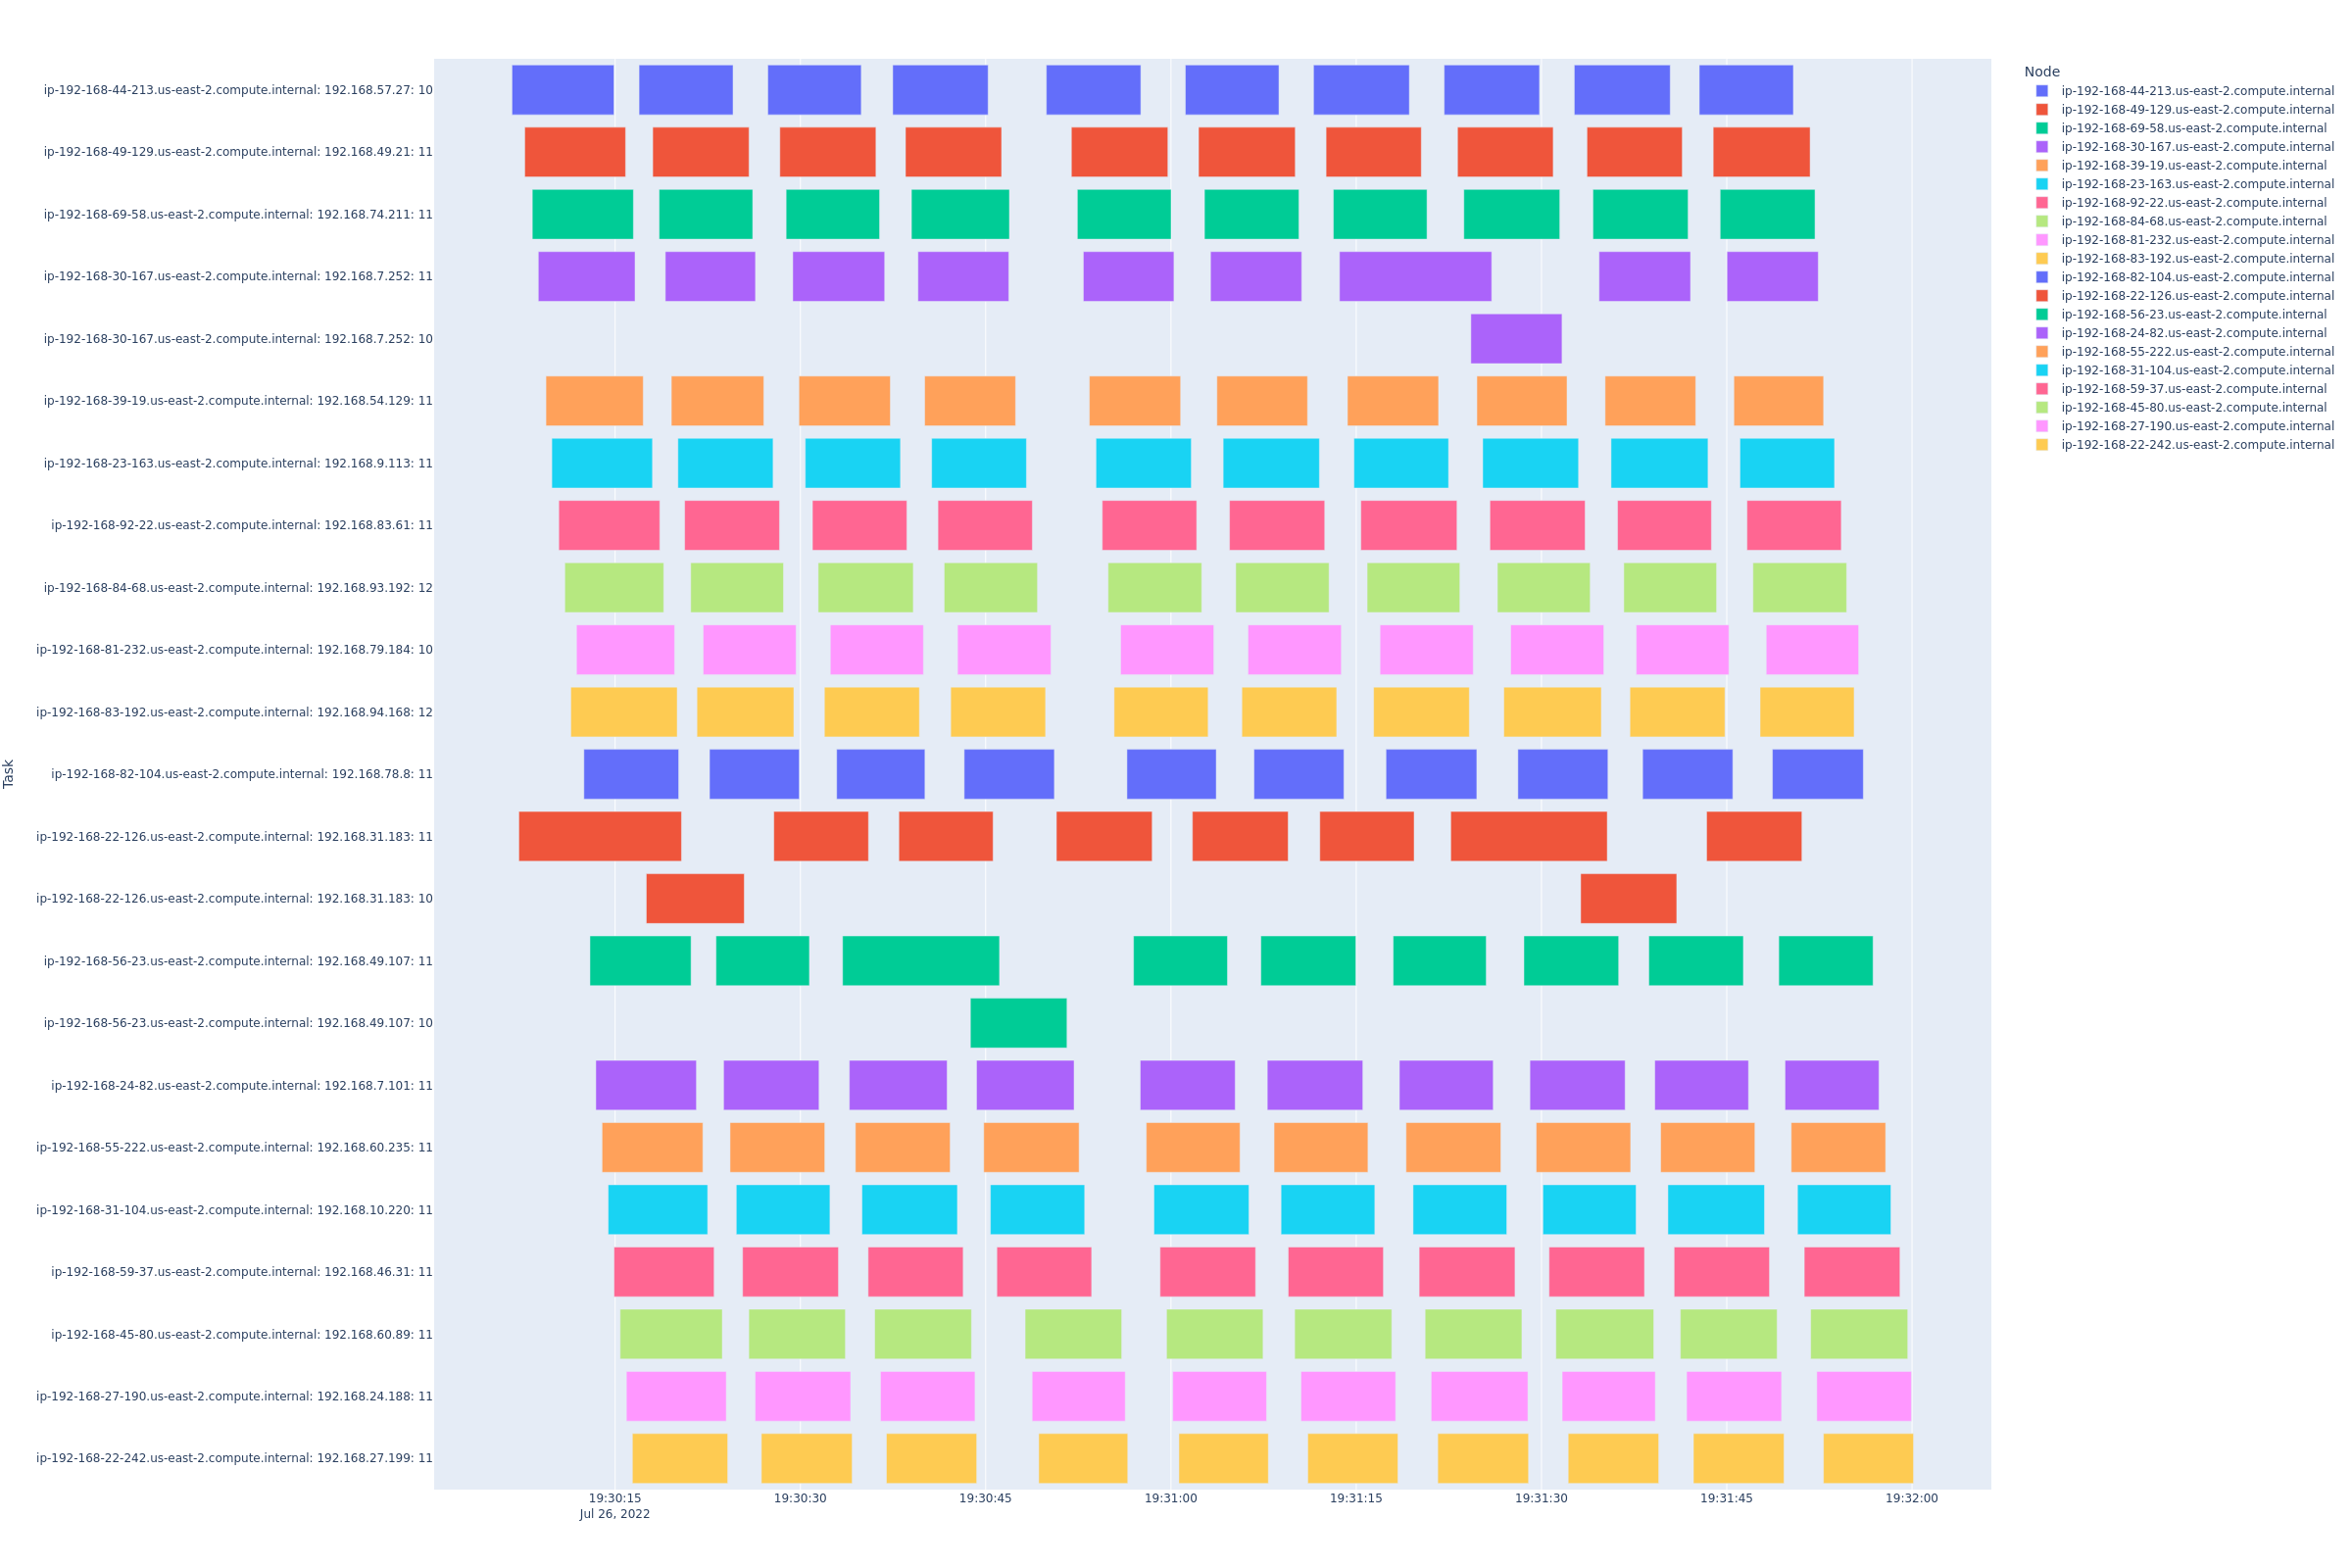 ip-192-168-44-213.us-east-2.compute.internal: 192.168.57.27: 10
ip-192-168-49-129.us-east-2.compute.internal: 192.168.49.21: 11
ip-192-168-69-58.us-east-2.compute.internal: 192.168.74.211: 11
ip-192-168-30-167.us-east-2.compute.internal: 192.168.7.252: 11
ip-192-168-30-167.us-east-2.compute.internal: 192.168.7.252: 10
ip-192-168-39-19.us-east-2.compute.internal: 192.168.54.129: 11
ip-192-168-23-163.us-east-2.compute.internal: 192.168.9.113: 11
ip-192-168-92-22.us-east-2.compute.internal: 192.168.83.61: 11
ip-192-168-84-68.us-east-2.compute.internal: 192.168.93.192: 12
ip-192-168-81-232.us-east-2.compute.internal: 192.168.79.184: 10
ip-192-168-83-192.us-east-2.compute.internal: 192.168.94.168: 12
ip-192-168-82-104.us-east-2.compute.internal: 192.168.78.8: 11
ip-192-168-22-126.us-east-2.compute.internal: 192.168.31.183: 11
ip-192-168-22-126.us-east-2.compute.internal: 192.168.31.183: 10
ip-192-168-56-23.us-east-2.compute.internal: 192.168.49.107: 11
ip-192-168-56-23.us-east-2.compute.internal: 192.168.49.107: 10
ip-192-168-24-82.us-east-2.compute.internal: 192.168.7.101: 11
ip-192-168-55-222.us-east-2.compute.internal: 192.168.60.235: 11
ip-192-168-31-104.us-east-2.compute.internal: 192.168.10.220: 11
ip-192-168-59-37.us-east-2.compute.internal: 192.168.46.31: 11
ip-192-168-45-80.us-east-2.compute.internal: 192.168.60.89: 11
ip-192-168-27-190.us-east-2.compute.internal: 192.168.24.188: 11
ip-192-168-22-242.us-east-2.compute.internal: 192.168.27.199: 11
Task
19:30:15
Jul 26, 2022
19:30:30
19:30:45
19:31:00
19:31:15
19:31:30
19:31:45
19:32:00
Node
ip-192-168-44-213.us-east-2.compute.internal
ip-192-168-49-129.us-east-2.compute.internal
ip-192-168-69-58.us-east-2.compute.internal
ip-192-168-30-167.us-east-2.compute.internal
ip-192-168-39-19.us-east-2.compute.internal
ip-192-168-23-163.us-east-2.compute.internal
ip-192-168-92-22.us-east-2.compute.internal
ip-192-168-84-68.us-east-2.compute.internal
ip-192-168-81-232.us-east-2.compute.internal
ip-192-168-83-192.us-east-2.compute.internal
ip-192-168-82-104.us-east-2.compute.internal
ip-192-168-22-126.us-east-2.compute.internal
ip-192-168-56-23.us-east-2.compute.internal
ip-192-168-24-82.us-east-2.compute.internal
ip-192-168-55-222.us-east-2.compute.internal
ip-192-168-31-104.us-east-2.compute.internal
ip-192-168-59-37.us-east-2.compute.internal
ip-192-168-45-80.us-east-2.compute.internal
ip-192-168-27-190.us-east-2.compute.internal
ip-192-168-22-242.us-east-2.compute.internal